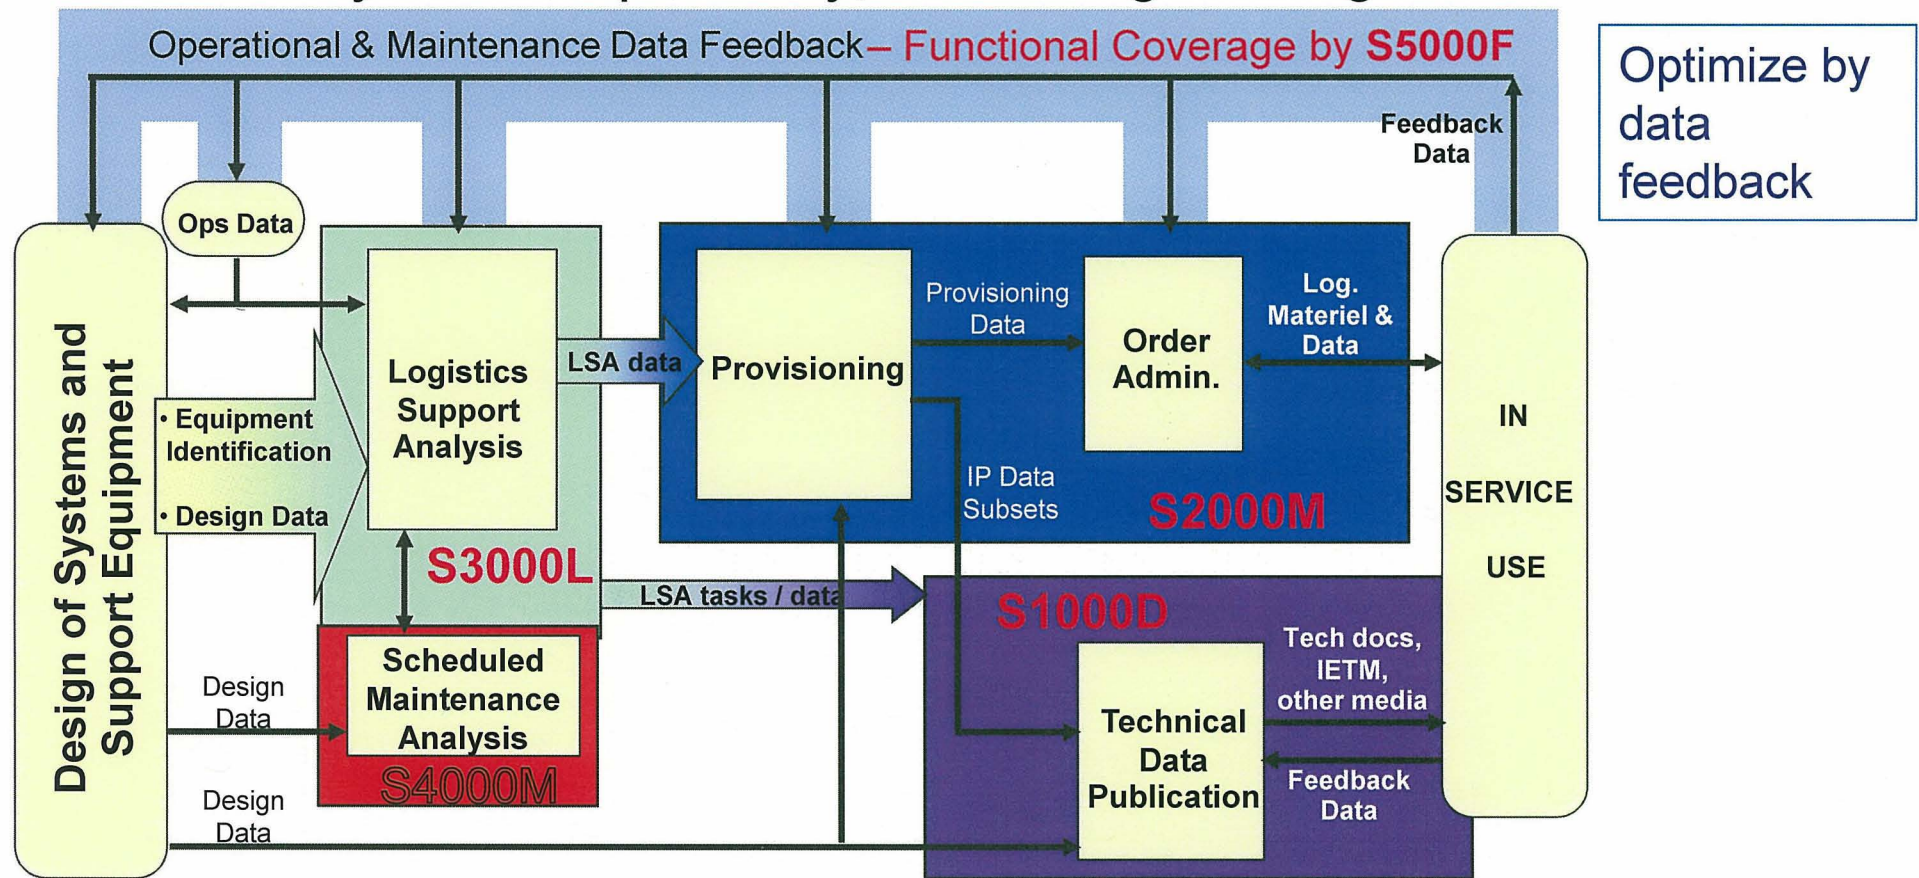 Operational & Maintenance Data Feedback– Functional Coverage by S5000F
Optimize by
data
feedback
Feedback
Data
Ops Data
Design of Systems and
Support Equipment
• Equipment
Identification
• Design Data
Logistics
Support
Analysis
S3000L
LSA data
Provisioning
Provisioning
Data
Order
Admin.
Log.
Materiel &
Data
IP Data
Subsets
S2000M
IN
SERVICE
USE
LSA tasks / data
S1000D
Scheduled
Maintenance
Analysis
S4000M
Design
Data
Design
Data
Technical
Data
Publication
Tech docs,
IETM,
other media
Feedback
Data